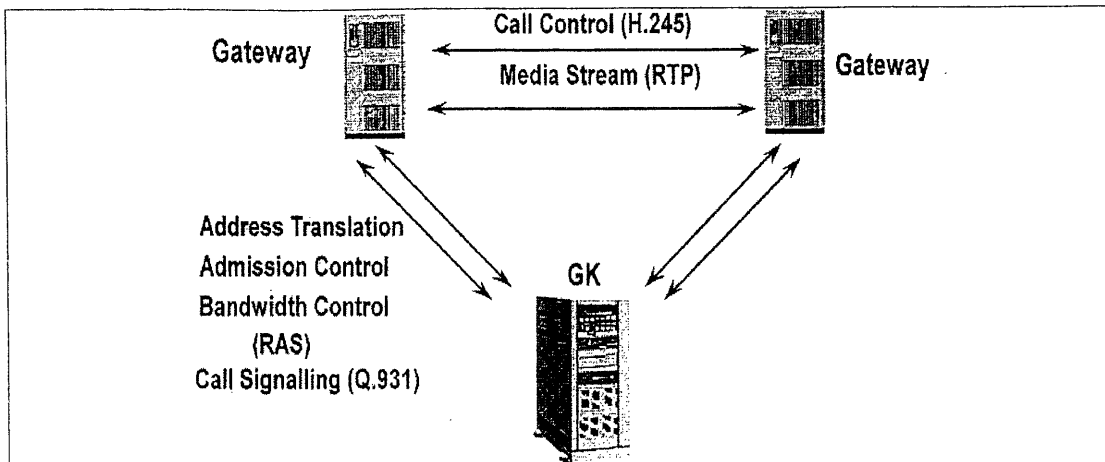 Call Control (H.245)
Gateway
Gateway
Media Stream (RTP)
Address Translation
GK
Admission Control
Bandwidth Control
(RAS)
Call Signalling (Q.931)